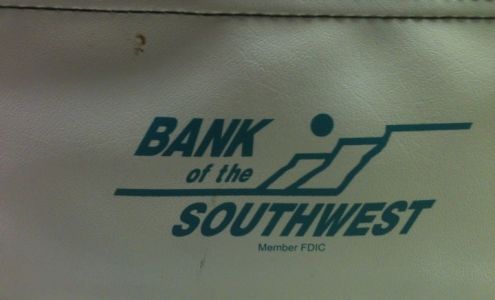 BANK
of the
SOUTHWEST
Member FDIC